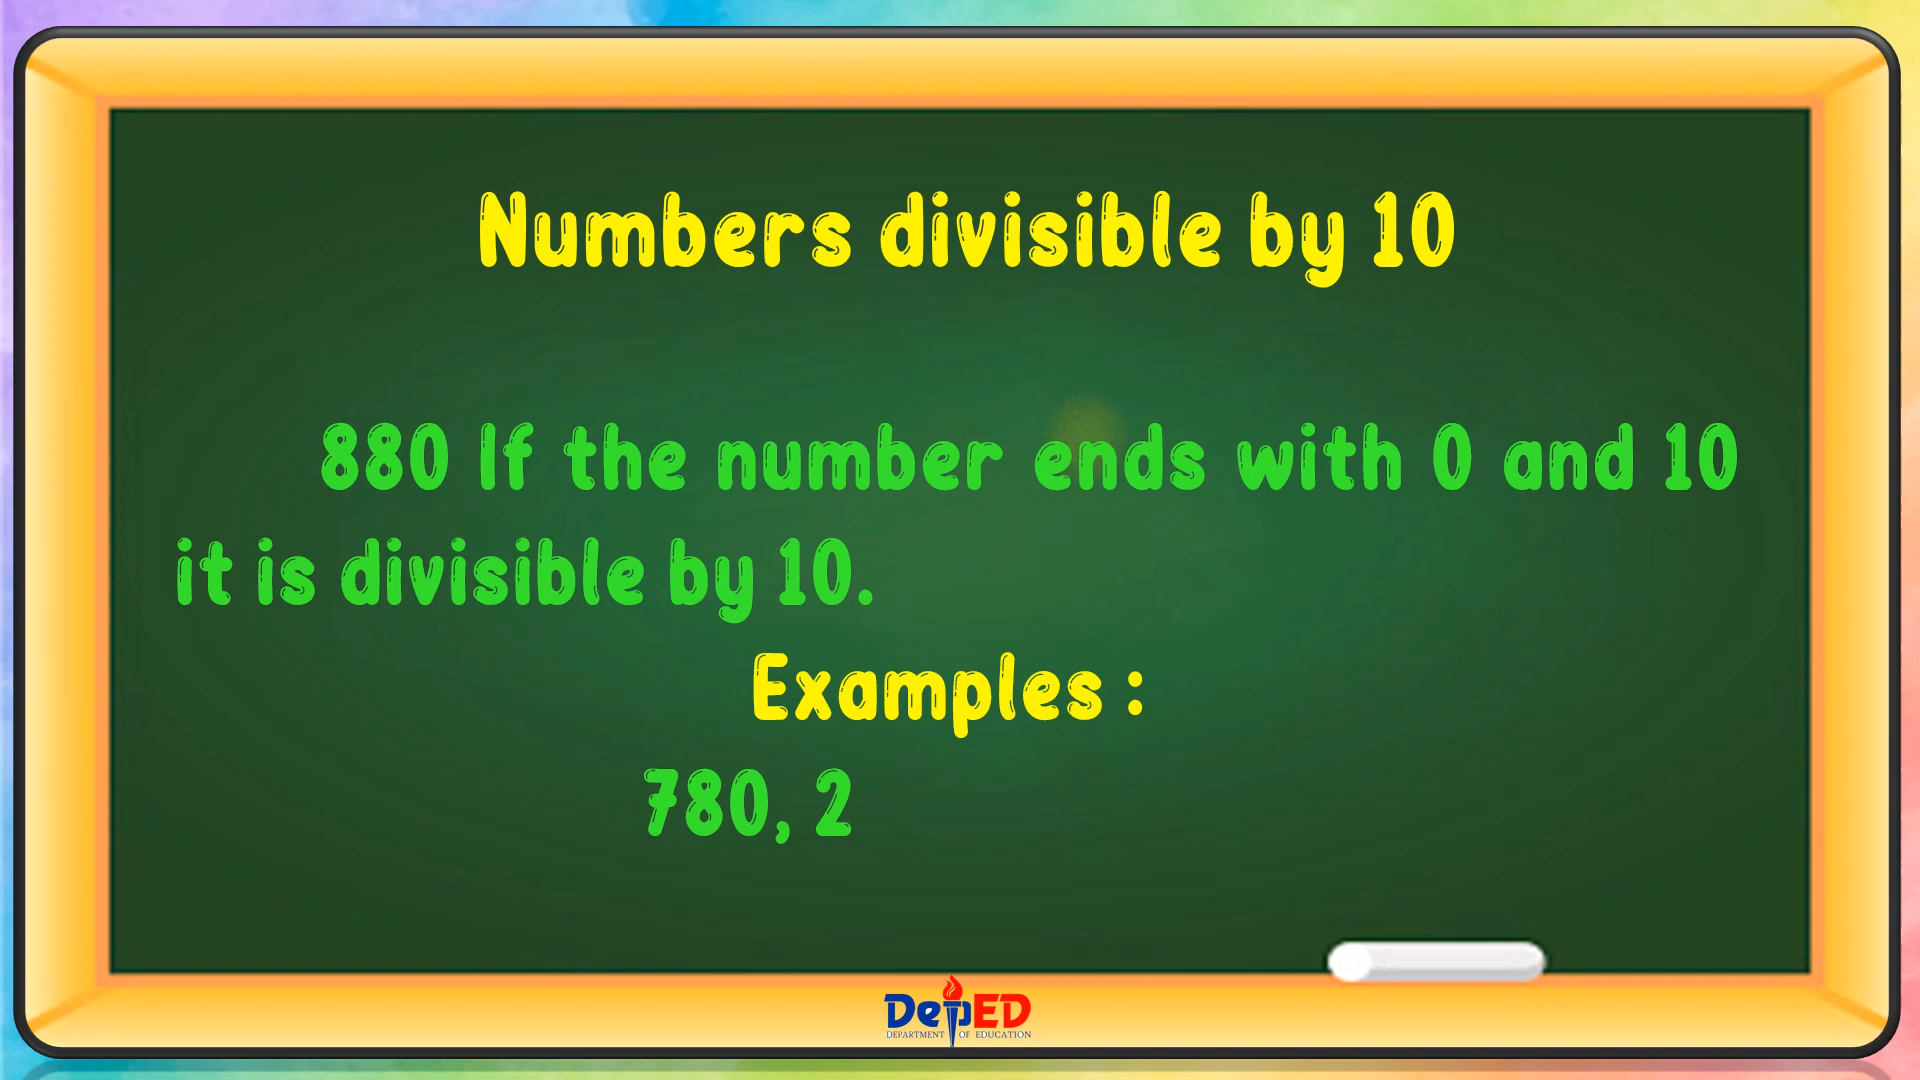 Numbers divisible by 10
880 If the number ends with 0 and 10
it is divisible by 10.
Examples :
780, 2
DepED
DEPARTMENT OF EDUCATION